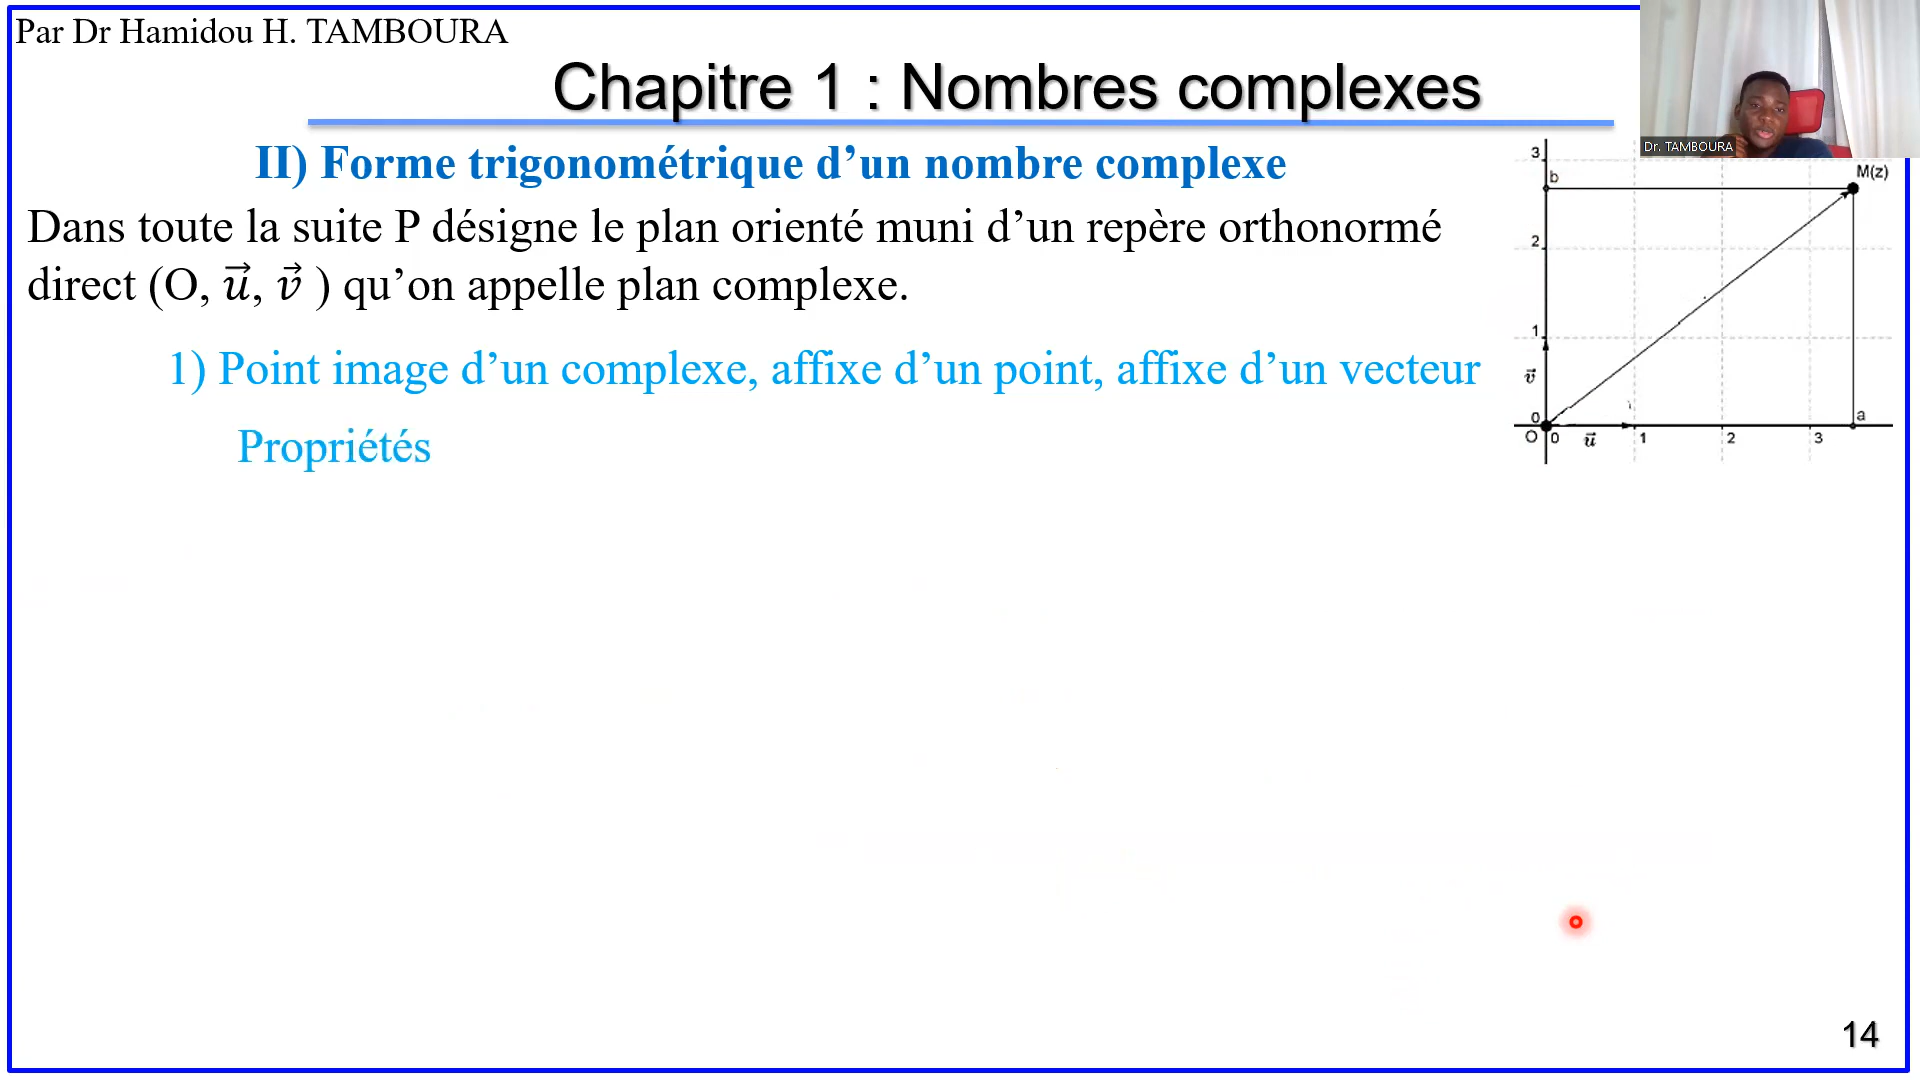 Par Dr Hamidou H. TAMBOURA
Chapitre 1 : Nombres complexes
Dr. TAMBOURA
II) Forme trigonométrique d’un nombre complexe
Dans toute la suite P désigne le plan orienté muni d’un repère orthonormé
direct (O, u⃗, v⃗ ) qu’on appelle plan complexe.
1) Point image d’un complexe, affixe d’un point, affixe d’un vecteur
Propriétés
3
b
M(z)
2
1
v⃗
0
a
O 0 u⃗ 1 2 3
14